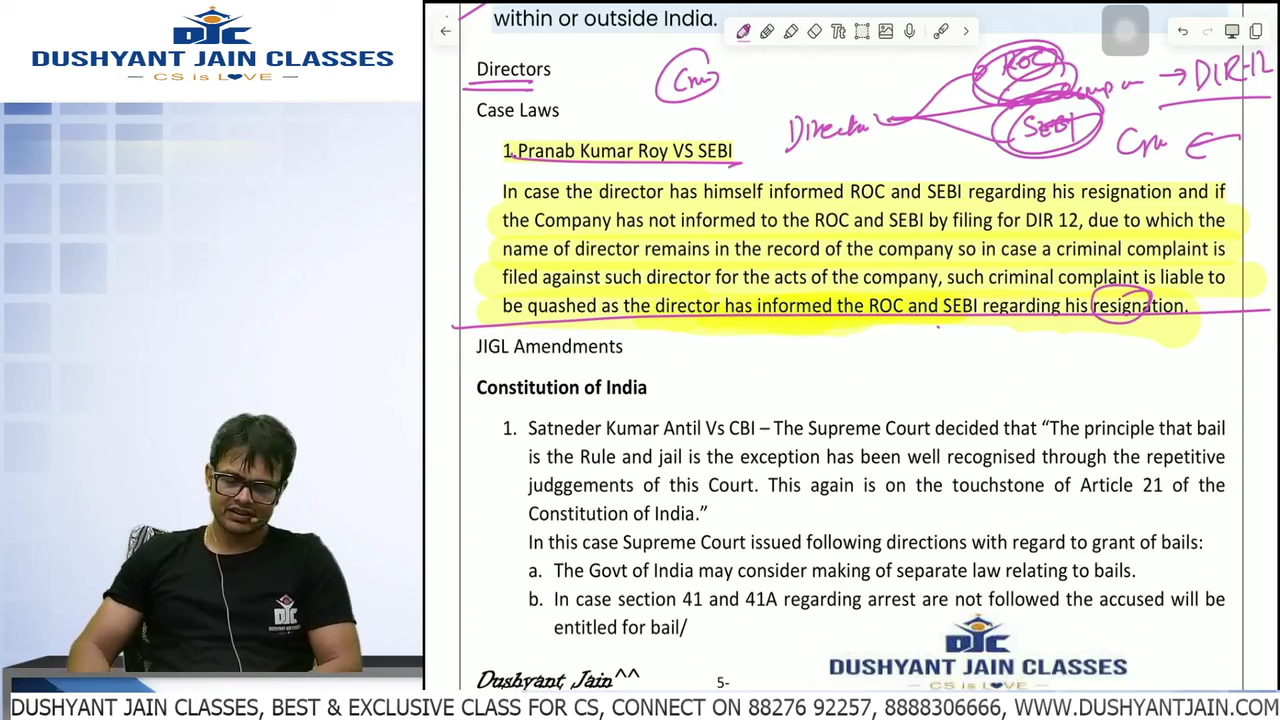 DJC
DUSHYANT JAIN CLASSES
CS is LOVE
within or outside India.
Tt
Directors
Case Laws
Director
ROC
SEBI
→ DIR-12
1.Pranab Kumar Roy VS SEBI
In case the director has himself informed ROC and SEBI regarding his resignation and if
the Company has not informed to the ROC and SEBI by filing for DIR 12, due to which the
name of director remains in the record of the company so in case a criminal complaint is
filed against such director for the acts of the company, such criminal complaint is liable to
be quashed as the director has informed the ROC and SEBI regarding his resignation.
JIGL Amendments
Constitution of India
1. Satneder Kumar Antil Vs CBI – The Supreme Court decided that “The principle that bail
is the Rule and jail is the exception has been well recognised through the repetitive
judggements of this Court. This again is on the touchstone of Article 21 of the
Constitution of India.”
In this case Supreme Court issued following directions with regard to grant of bails:
a. The Govt of India may consider making of separate law relating to bails.
b. In case section 41 and 41A regarding arrest are not followed the accused will be
entitled for bail/
Dushyant Jain^^
5-
DJC
DUSHYANT JAIN CLASSES
CS is LOVE
DUSHYANT JAIN CLASSES, BEST & EXCLUSIVE CLASS FOR CS, CONNECT ON 88276 92257, 8888306666, WWW.DUSHYANTJAIN.COM